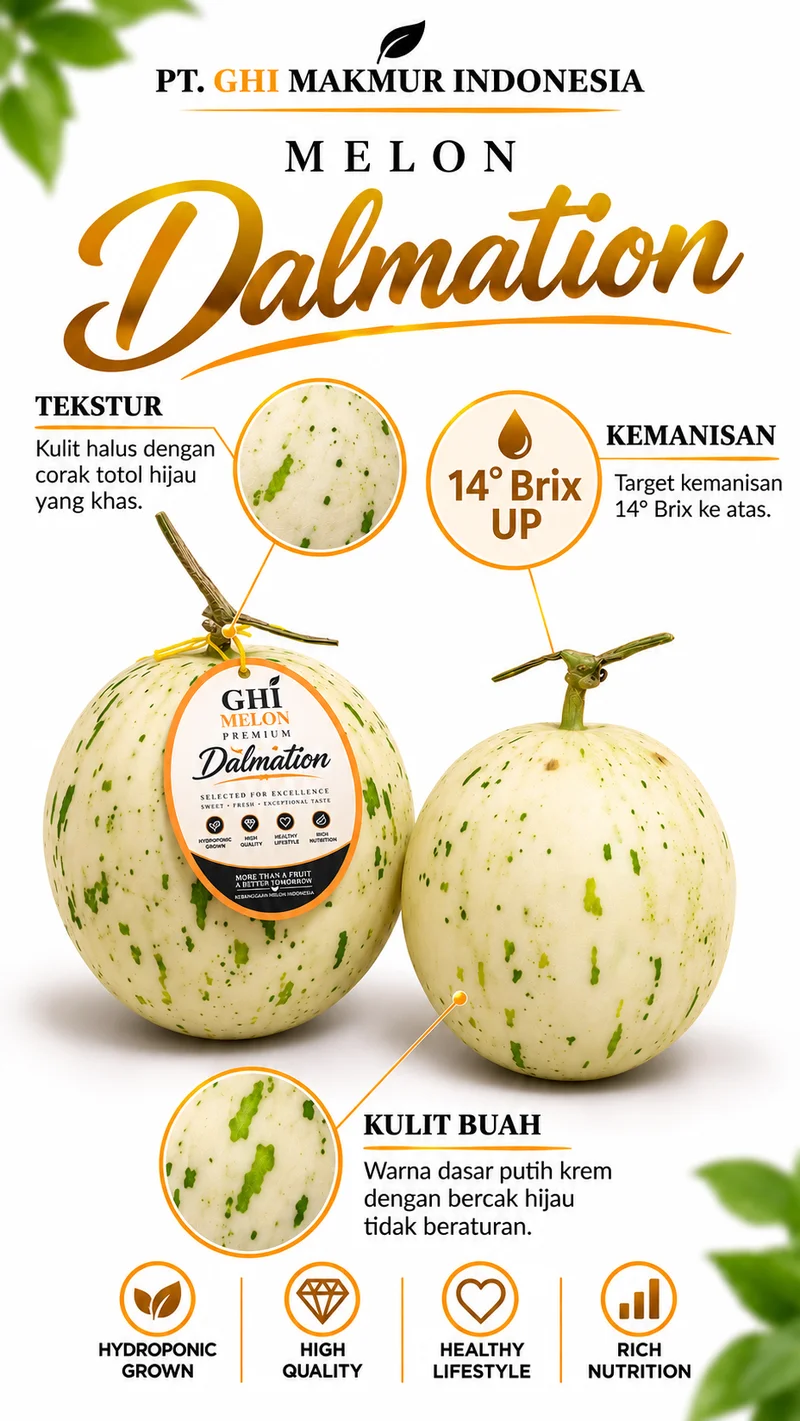 PT. GHI MAKMUR INDONESIA
MELON
Dalmation
TEKSTUR
Kulit halus dengan
corak totol hijau
yang khas.
14° Brix
UP
KEMANISAN
Target kemanisan
14° Brix ke atas.
GHI
MELON
PREMIUM
Dalmation
SELECTED FOR EXCELLENCE
SWEET • FRESH • EXCEPTIONAL TASTE
HYDROPONIC
GROWN
HIGH
QUALITY
HEALTHY
LIFESTYLE
RICH
NUTRITION
MORE THAN A FRUIT
A BETTER TOMORROW
KEBANGGAAN MELON INDONESIA
KULIT BUAH
Warna dasar putih krem
dengan bercak hijau
tidak beraturan.
HYDROPONIC
GROWN
HIGH
QUALITY
HEALTHY
LIFESTYLE
RICH
NUTRITION